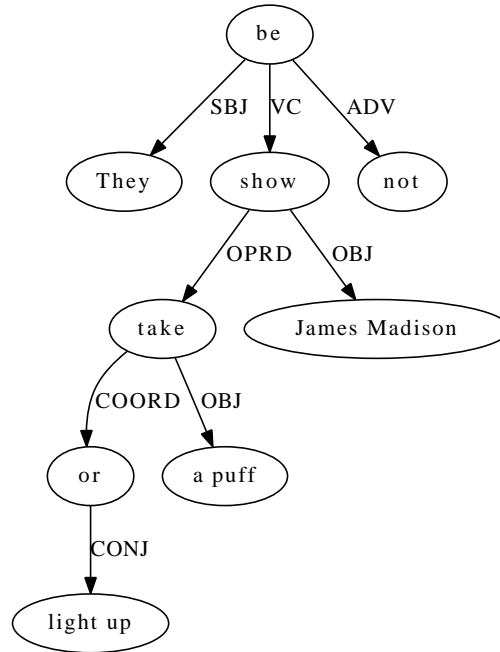 be
SBJ VC ADV
They show not
OPRD OBJ
take James Madison
COORD OBJ
or a puff
CONJ
light up